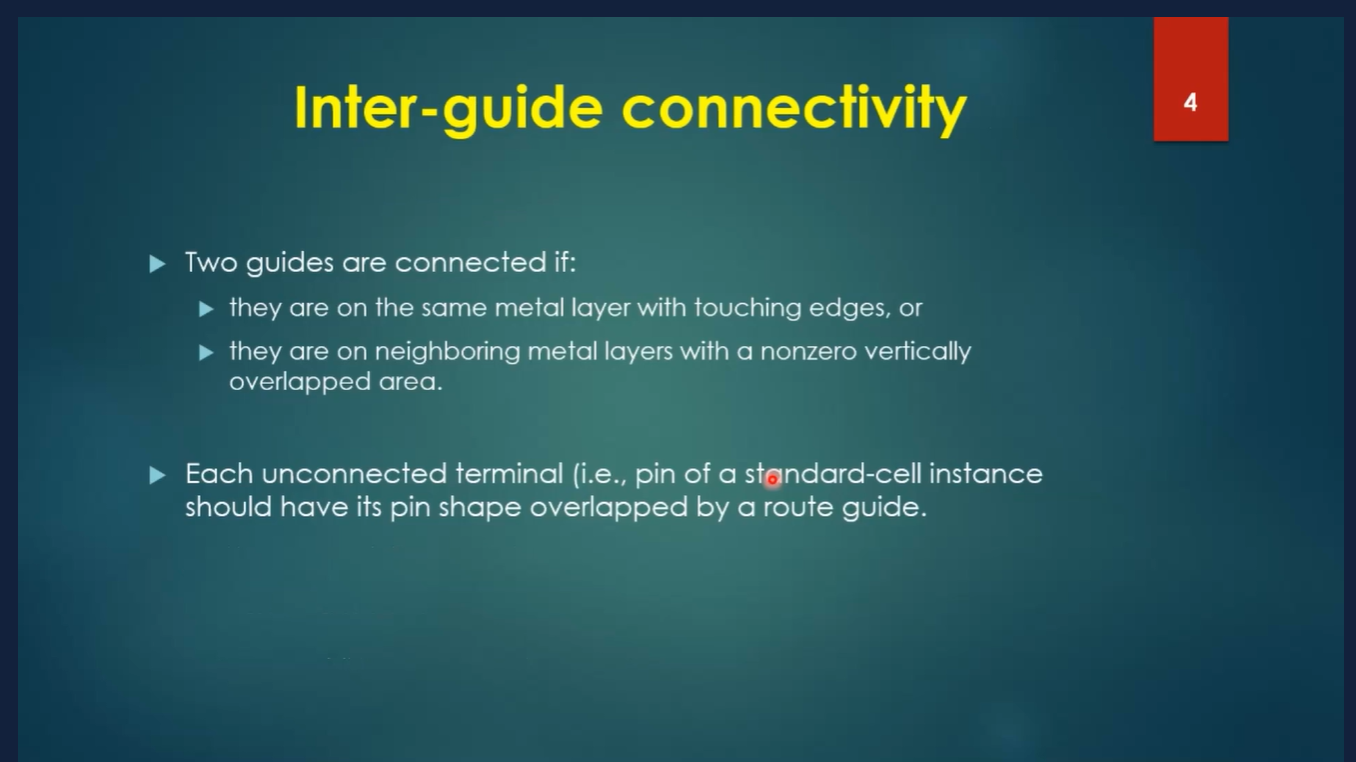 4
Inter-guide connectivity
Two guides are connected if:
they are on the same metal layer with touching edges, or
they are on neighboring metal layers with a nonzero vertically
overlapped area.
Each unconnected terminal (i.e., pin of a standard-cell instance
should have its pin shape overlapped by a route guide.